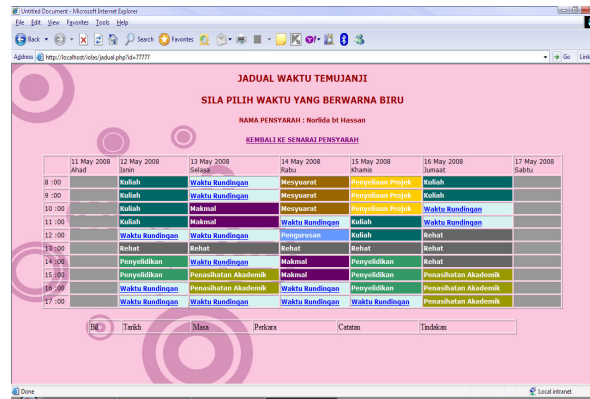 Untitled Document - Microsoft Internet Explorer
File Edit View Favorites Tools Help
Back Search Favorites
Address http://localhost/iolas/jadual.php?id=77777 Go Link
JADUAL WAKTU TEMUJANJI
SILA PILIH WAKTU YANG BERWARNA BIRU
NAMA PENSYARAH : Norlida bt Hassan
KEMBALI KE SENARAI PENSYARAH
11 May 2008 12 May 2008 13 May 2008 14 May 2008 15 May 2008 16 May 2008 17 May 2008
Ahad Isnin Selasa Rabu Khamis Jumaat Sabtu
8 :00 Kuliah Waktu Rundingan Mesyuarat Penyeliaan Projek Kuliah
9 :00 Kuliah Waktu Rundingan Mesyuarat Penyeliaan Projek Kuliah
10 :00 Kuliah Makmal Mesyuarat Penyeliaan Projek Waktu Rundingan
11 :00 Kuliah Makmal Waktu Rundingan Kuliah Waktu Rundingan
12 :00 Waktu Rundingan Waktu Rundingan Pengurusan Kuliah Rehat
13 :00 Rehat Rehat Rehat Rehat Rehat
14 :00 Penyelidikan Waktu Rundingan Makmal Penyelidikan Rehat
15 :00 Penyelidikan Penasihatan Akademik Makmal Penyelidikan Penasihatan Akademik
16 :00 Waktu Rundingan Penasihatan Akademik Waktu Rundingan Penyelidikan Penasihatan Akademik
17 :00 Waktu Rundingan Waktu Rundingan Waktu Rundingan Waktu Rundingan Penasihatan Akademik
Bil Tarikh Masa Perkara Catatan Tindakan
Done Local intranet